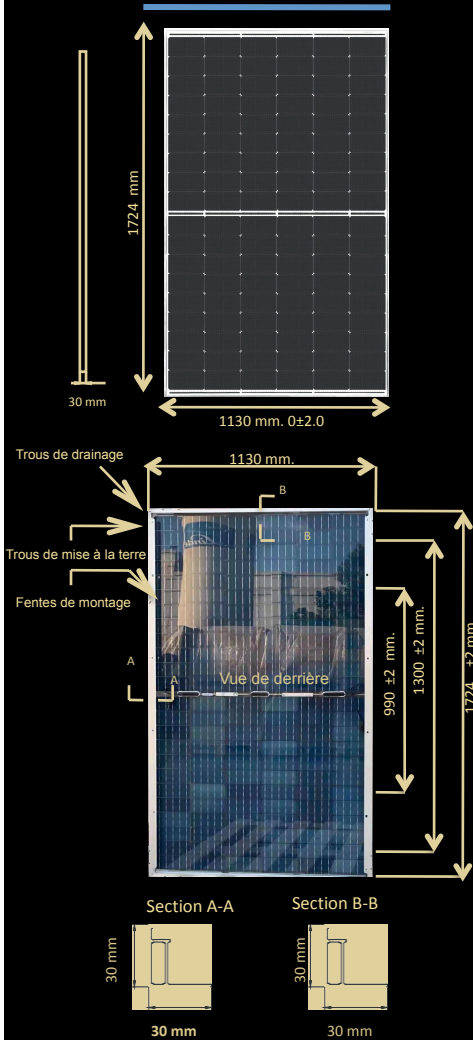 1724 mm
30 mm
1130 mm. 0±2.0
Trous de drainage
1130 mm.
B
B
Trous de mise à la terre
Fentes de montage
A
A
Vue de derrière
990 ±2 mm.
1300 ±2 mm.
1724 ±2 mm
Section A-A
Section B-B
30 mm
30 mm
30 mm
30 mm